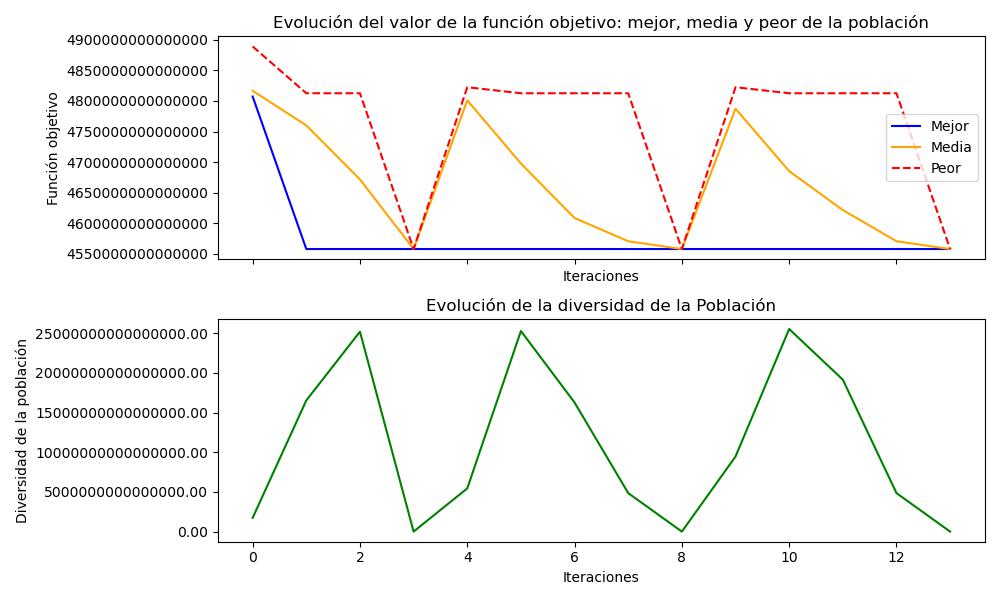 Evolución del valor de la función objetivo: mejor, media y peor de la población
Función objetivo
4900000000000000
4850000000000000
4800000000000000
4750000000000000
4700000000000000
4650000000000000
4600000000000000
4550000000000000
Mejor
Media
Peor
Iteraciones
Evolución de la diversidad de la Población
Diversidad de la población
25000000000000000.00
20000000000000000.00
15000000000000000.00
10000000000000000.00
5000000000000000.00
0.00
0 2 4 6 8 10 12
Iteraciones